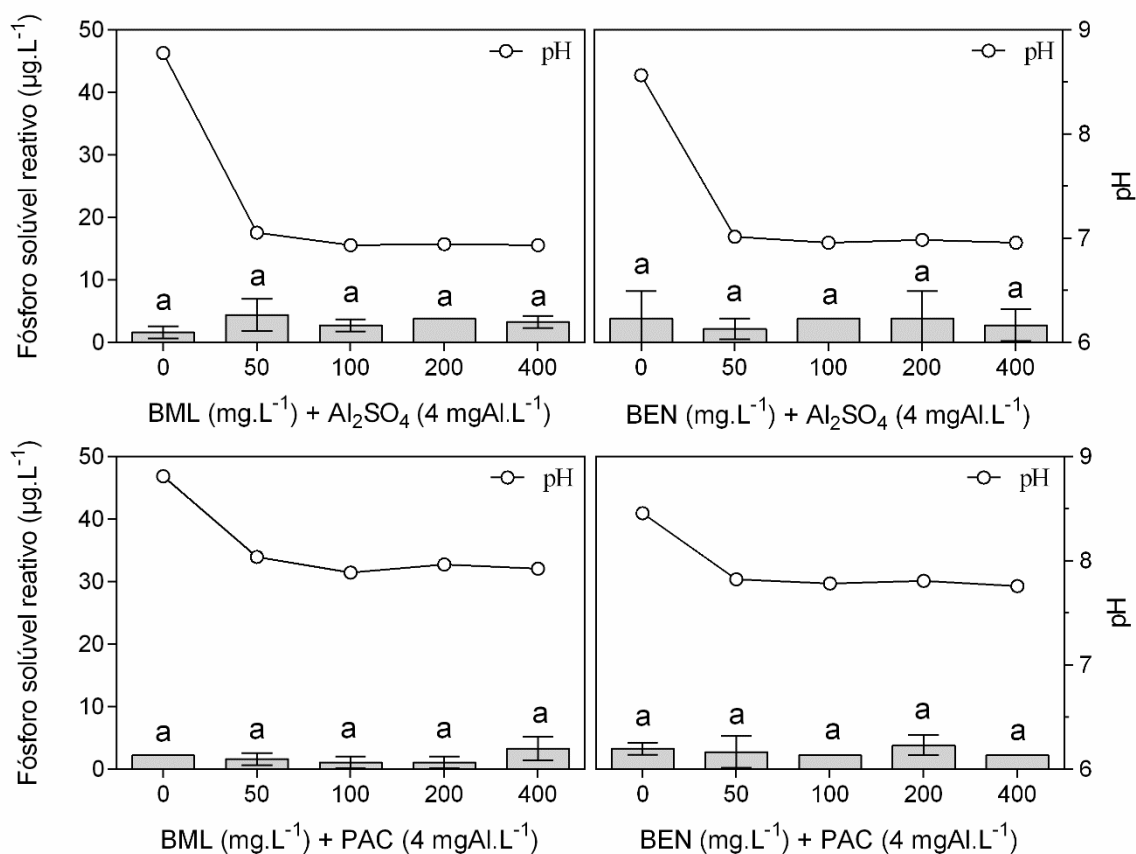 Fósforo solúvel reativo (µg.L⁻¹)
50
40
30
20
10
0
pH
a a a a a
0 50 100 200 400
BML (mg.L⁻¹) + Al₂SO₄ (4 mgAl.L⁻¹)
pH
a a a a a
0 50 100 200 400
BEN (mg.L⁻¹) + Al₂SO₄ (4 mgAl.L⁻¹)
9
8
7
6
pH
Fósforo solúvel reativo (µg.L⁻¹)
50
40
30
20
10
0
pH
a a a a a
0 50 100 200 400
BML (mg.L⁻¹) + PAC (4 mgAl.L⁻¹)
pH
a a a a a
0 50 100 200 400
BEN (mg.L⁻¹) + PAC (4 mgAl.L⁻¹)
9
8
7
6
pH